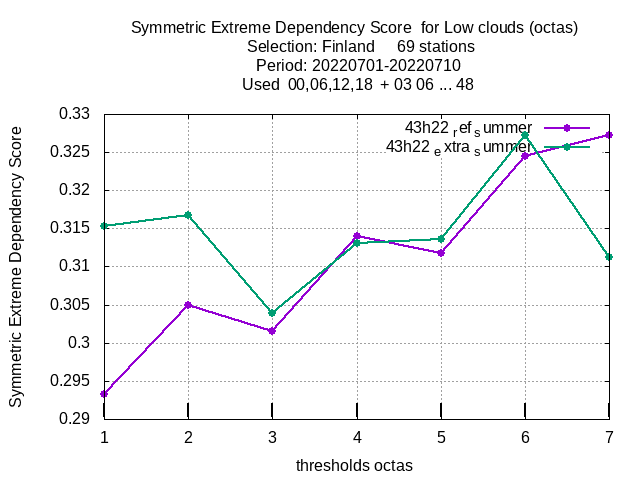 Symmetric Extreme Dependency Score for Low clouds (octas)
Selection: Finland 69 stations
Period: 20220701-20220710
Used 00,06,12,18 + 03 06 ... 48
43h22 ref summer
43h22 extra summer
Symmetric Extreme Dependency Score
0.33
0.325
0.32
0.315
0.31
0.305
0.3
0.295
0.29
1 2 3 4 5 6 7
thresholds octas